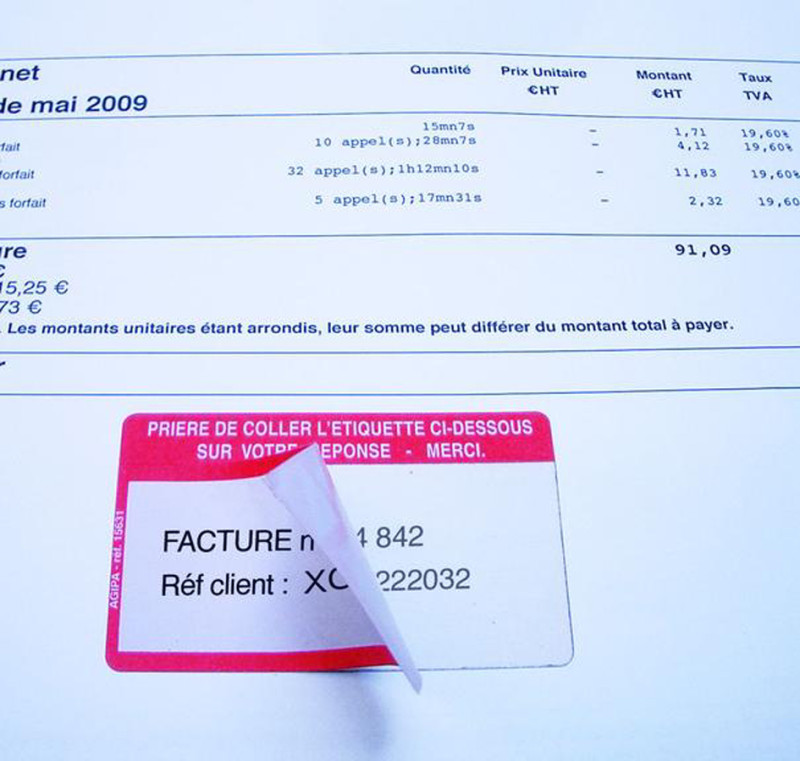 net
Quantité Prix Unitaire €HT Montant €HT Taux TVA
de mai 2009
15mn7s - 1,71 19,60%
fait 10 appel(s);28mn7s - 4,12 19,60%
forfait 32 appel(s);1h12mn10s - 11,83 19,60%
s forfait 5 appel(s);17mn31s - 2,32 19,60
ure 91,09
€
15,25 €
73 €
. Les montants unitaires étant arrondis, leur somme peut différer du montant total à payer.
PRIERE DE COLLER L'ETIQUETTE CI-DESSOUS
SUR VOTRE REPONSE - MERCI.
FACTURE n 4 842
Réf client : XC 222032
AGIPA - réf. 15631